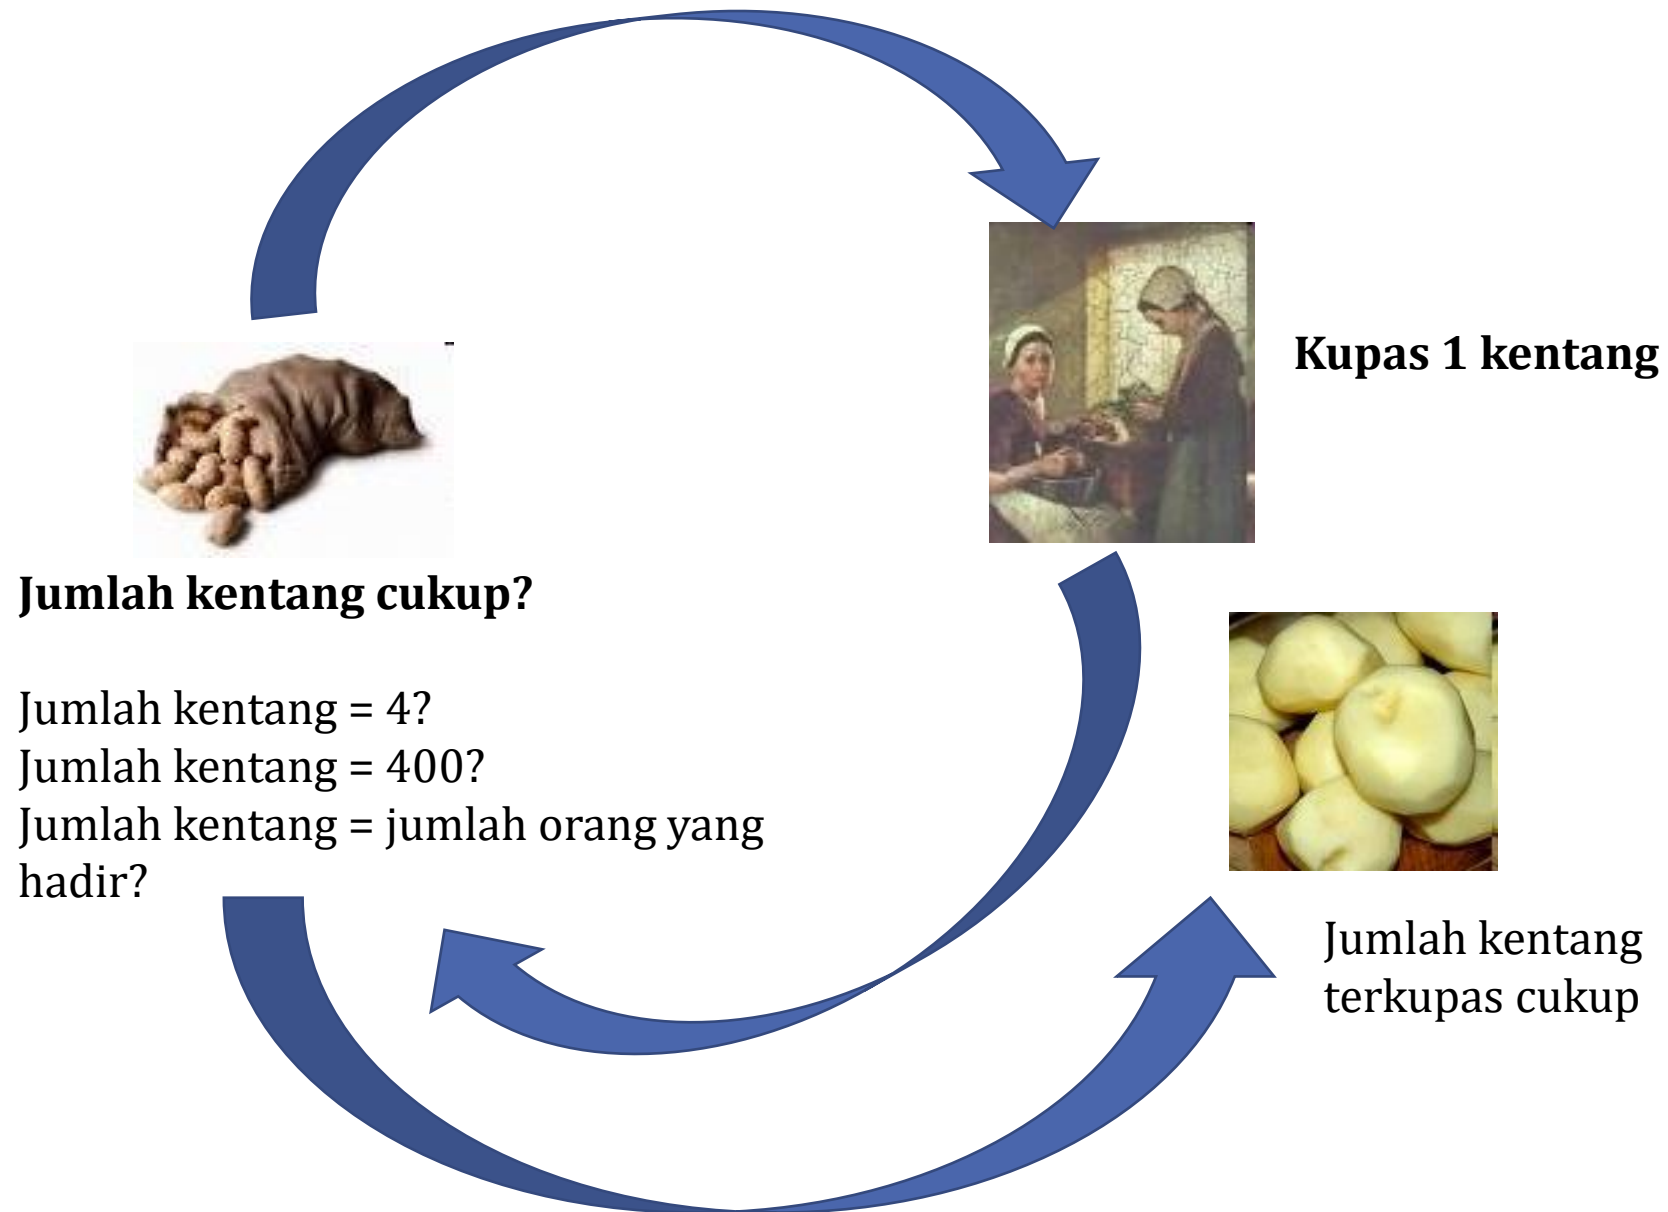 Kupas 1 kentang
Jumlah kentang cukup?
Jumlah kentang = 4?
Jumlah kentang = 400?
Jumlah kentang = jumlah orang yang
hadir?
Jumlah kentang
terkupas cukup